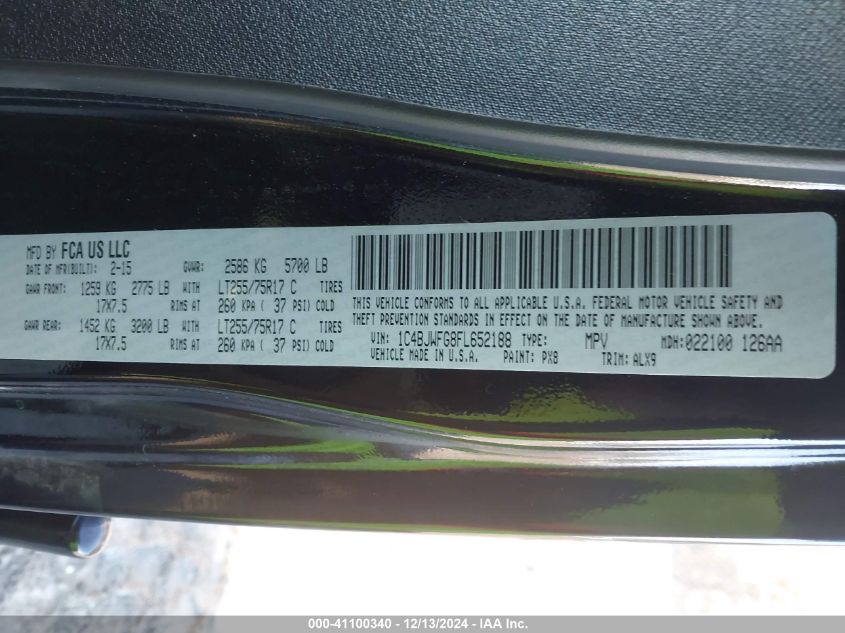 MFD BY FCA US LLC
DATE OF MFR(BUILT): 2-15 GVWR: 2586 KG 5700 LB
GAWR FRONT: 1259 KG 2775 LB WITH LT255/75R17 C TIRES
17X7.5 RIMS AT 260 KPA ( 37 PSI) COLD
GAWR REAR: 1452 KG 3200 LB WITH LT255/75R17 C TIRES
17X7.5 RIMS AT 260 KPA ( 37 PSI) COLD
THIS VEHICLE CONFORMS TO ALL APPLICABLE U.S.A. FEDERAL MOTOR VEHICLE SAFETY AND
THEFT PREVENTION STANDARDS IN EFFECT ON THE DATE OF MANUFACTURE SHOWN ABOVE.
VIN: 1C4BJWFG8FL652188 TYPE: MPV MDH:022100 126AA
VEHICLE MADE IN U.S.A. PAINT: PX8 TRIM: ALX9
000-41100340 - 12/13/2024 - IAA Inc.